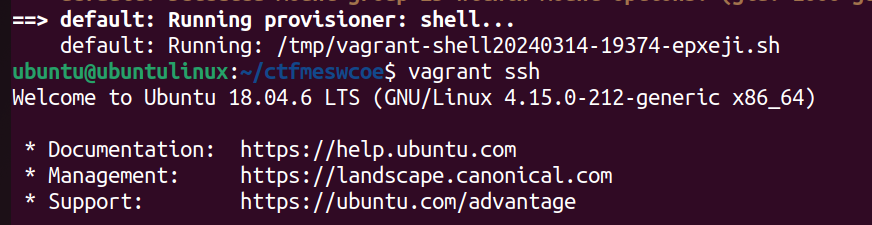 ==> default: Running provisioner: shell...
    default: Running: /tmp/vagrant-shell20240314-19374-epxeji.sh
ubuntu@ubuntulinux:~/ctfmeswcoe$ vagrant ssh
Welcome to Ubuntu 18.04.6 LTS (GNU/Linux 4.15.0-212-generic x86_64)

 * Documentation:  https://help.ubuntu.com
 * Management:     https://landscape.canonical.com
 * Support:        https://ubuntu.com/advantage